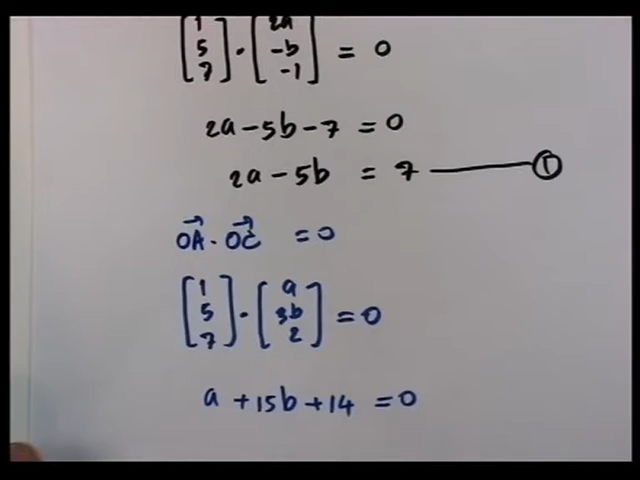 [1 5 7] · [2a -b -1] = 0
2a - 5b - 7 = 0
2a - 5b = 7 ——— ①
OA · OC = 0
[1 5 7] · [a 3b 2] = 0
a + 15b + 14 = 0